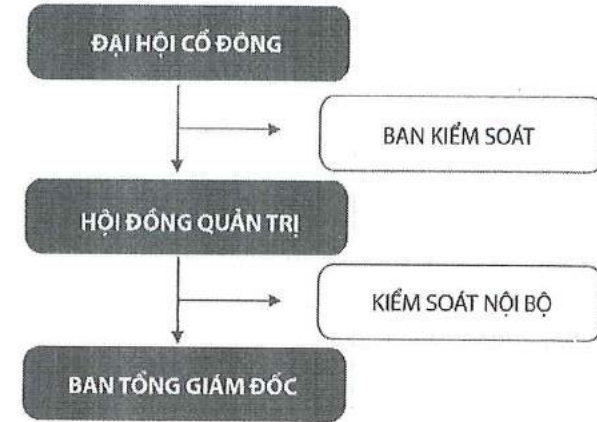 ĐẠI HỘI CỔ ĐÔNG
BAN KIỂM SOÁT
HỘI ĐỒNG QUẢN TRỊ
KIỂM SOÁT NỘI BỘ
BAN TỔNG GIÁM ĐỐC